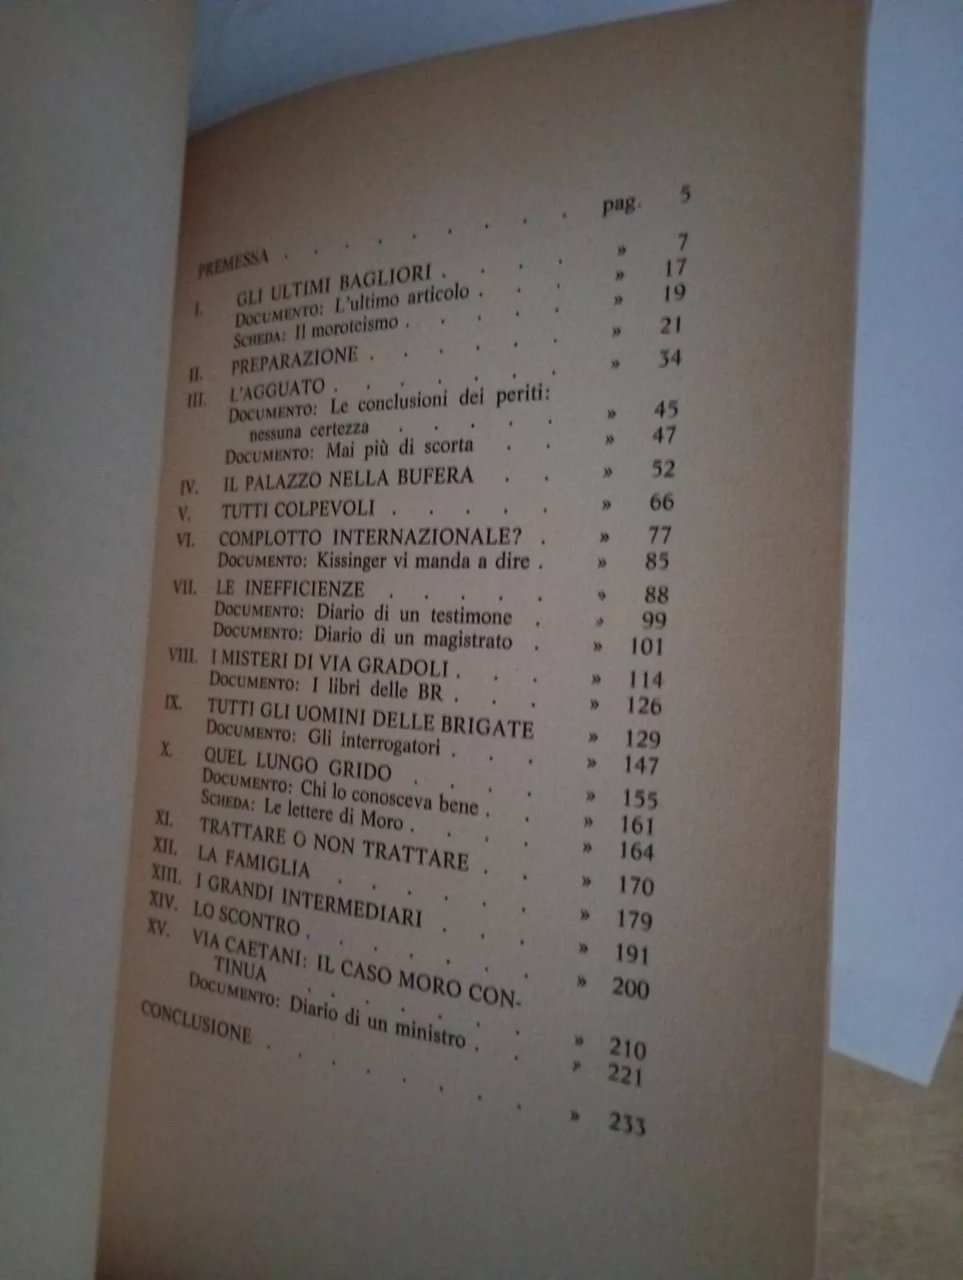 PREMESSA . . . . . . . . . pag. 5
I. GLI ULTIMI BAGLIORI . . . . » 7
DOCUMENTO: L'ultimo articolo . . . » 17
SCHEDA: Il moroteismo . . . . . » 19
II. PREPARAZIONE . . . . . . » 21
III. L'AGGUATO . . . . . . . » 34
DOCUMENTO: Le conclusioni dei periti:
nessuna certezza . . . . . » 45
DOCUMENTO: Mai più di scorta . . » 47
IV. IL PALAZZO NELLA BUFERA . . » 52
V. TUTTI COLPEVOLI . . . . . » 66
VI. COMPLOTTO INTERNAZIONALE? . » 77
DOCUMENTO: Kissinger vi manda a dire . » 85
VII. LE INEFFICIENZE . . . . . » 88
DOCUMENTO: Diario di un testimone . » 99
DOCUMENTO: Diario di un magistrato . » 101
VIII. I MISTERI DI VIA GRADOLI . . . » 114
DOCUMENTO: I libri delle BR . . . » 126
IX. TUTTI GLI UOMINI DELLE BRIGATE » 129
DOCUMENTO: Gli interrogatori . . . » 147
X. QUEL LUNGO GRIDO . . . . » 155
DOCUMENTO: Chi lo conosceva bene . . » 161
SCHEDA: Le lettere di Moro . . . . » 164
XI. TRATTARE O NON TRATTARE . . » 170
XII. LA FAMIGLIA . . . . . . » 179
XIII. I GRANDI INTERMEDIARI . . . » 191
XIV. LO SCONTRO . . . . . . . » 200
XV. VIA CAETANI: IL CASO MORO CON-
TINUA . . . . . . . » 210
DOCUMENTO: Diario di un ministro . . » 221
CONCLUSIONE . . . . . . . . » 233